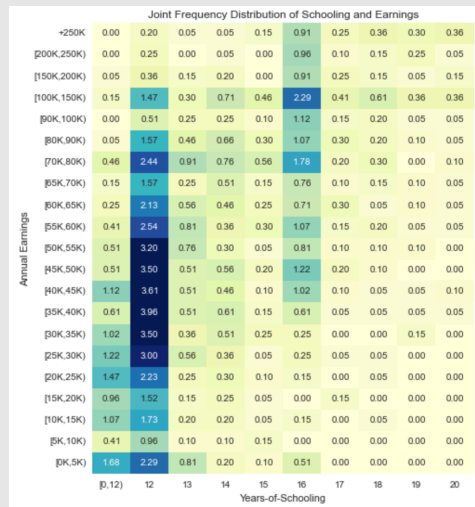 Joint Frequency Distribution of Schooling and Earnings
+250K 0.00 0.20 0.05 0.05 0.15 0.91 0.25 0.36 0.30 0.36
[200K,250K) 0.00 0.25 0.00 0.05 0.00 0.96 0.10 0.15 0.25 0.05
[150K,200K) 0.05 0.36 0.15 0.20 0.00 0.91 0.25 0.15 0.05 0.15
[100K,150K) 0.15 1.47 0.30 0.71 0.46 2.29 0.41 0.61 0.36 0.36
[90K,100K) 0.00 0.51 0.25 0.25 0.10 1.12 0.15 0.20 0.05 0.05
[80K,90K) 0.05 1.57 0.46 0.66 0.30 1.07 0.30 0.20 0.10 0.05
[70K,80K) 0.46 2.44 0.91 0.76 0.56 1.78 0.20 0.30 0.00 0.10
[65K,70K) 0.15 1.57 0.25 0.51 0.15 0.76 0.10 0.15 0.10 0.05
[60K,65K) 0.25 2.13 0.56 0.46 0.25 0.71 0.30 0.05 0.10 0.05
[55K,60K) 0.41 2.54 0.81 0.36 0.30 1.07 0.15 0.20 0.05 0.05
[50K,55K) 0.51 3.20 0.76 0.30 0.05 0.81 0.10 0.10 0.10 0.00
[45K,50K) 0.51 3.50 0.51 0.56 0.20 1.22 0.20 0.10 0.00 0.00
[40K,45K) 1.12 3.61 0.51 0.46 0.10 1.02 0.10 0.05 0.05 0.10
[35K,40K) 0.61 3.96 0.51 0.61 0.15 0.61 0.05 0.05 0.05 0.00
[30K,35K) 1.02 3.50 0.36 0.51 0.25 0.25 0.00 0.00 0.15 0.00
[25K,30K) 1.22 3.00 0.56 0.36 0.05 0.25 0.05 0.05 0.00 0.00
[20K,25K) 1.47 2.23 0.25 0.30 0.10 0.15 0.00 0.05 0.05 0.00
[15K,20K) 0.96 1.52 0.15 0.25 0.05 0.00 0.15 0.00 0.00 0.00
[10K,15K) 1.07 1.73 0.20 0.20 0.05 0.15 0.00 0.05 0.00 0.00
[5K,10K) 0.41 0.96 0.10 0.10 0.15 0.00 0.00 0.00 0.00 0.00
[0K,5K) 1.68 2.29 0.81 0.20 0.10 0.51 0.00 0.00 0.00 0.00
[0,12) 12 13 14 15 16 17 18 19 20
Years-of-Schooling
Annual Earnings